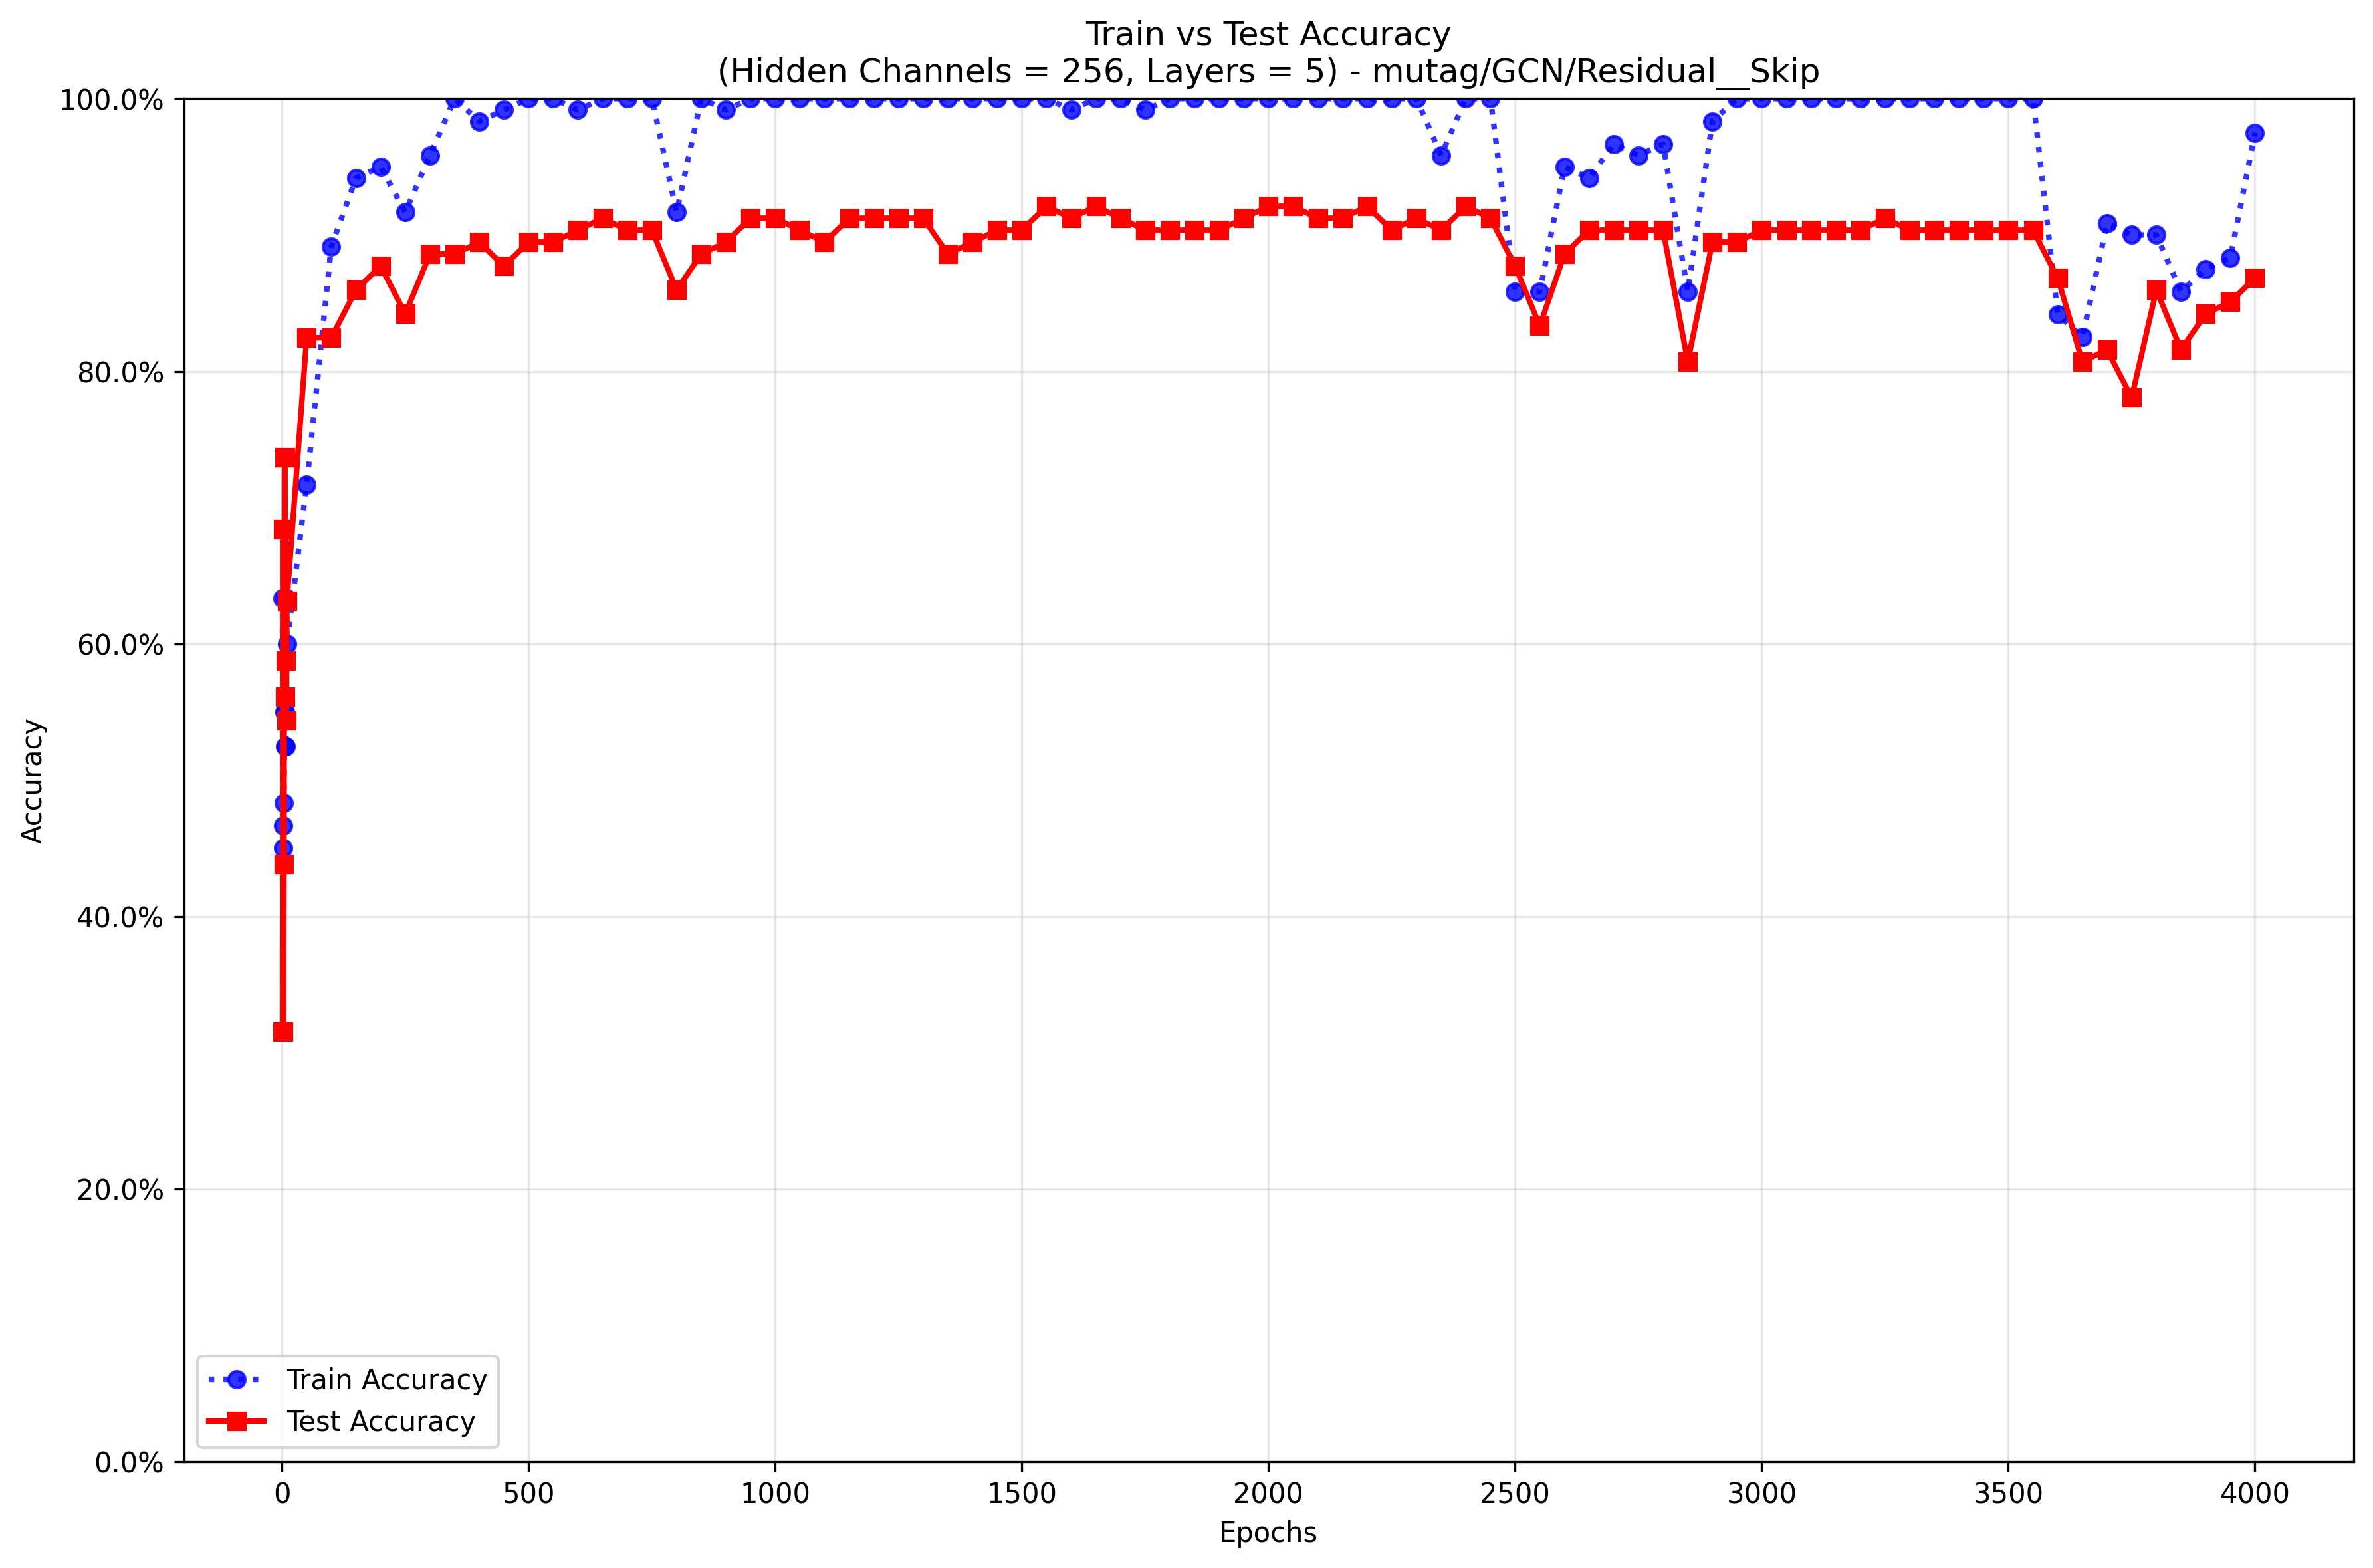 Train vs Test Accuracy
(Hidden Channels = 256, Layers = 5) - mutag/GCN/Residual__Skip
Accuracy
100.0%
80.0%
60.0%
40.0%
20.0%
0.0%
Train Accuracy
Test Accuracy
0 500 1000 1500 2000 2500 3000 3500 4000
Epochs